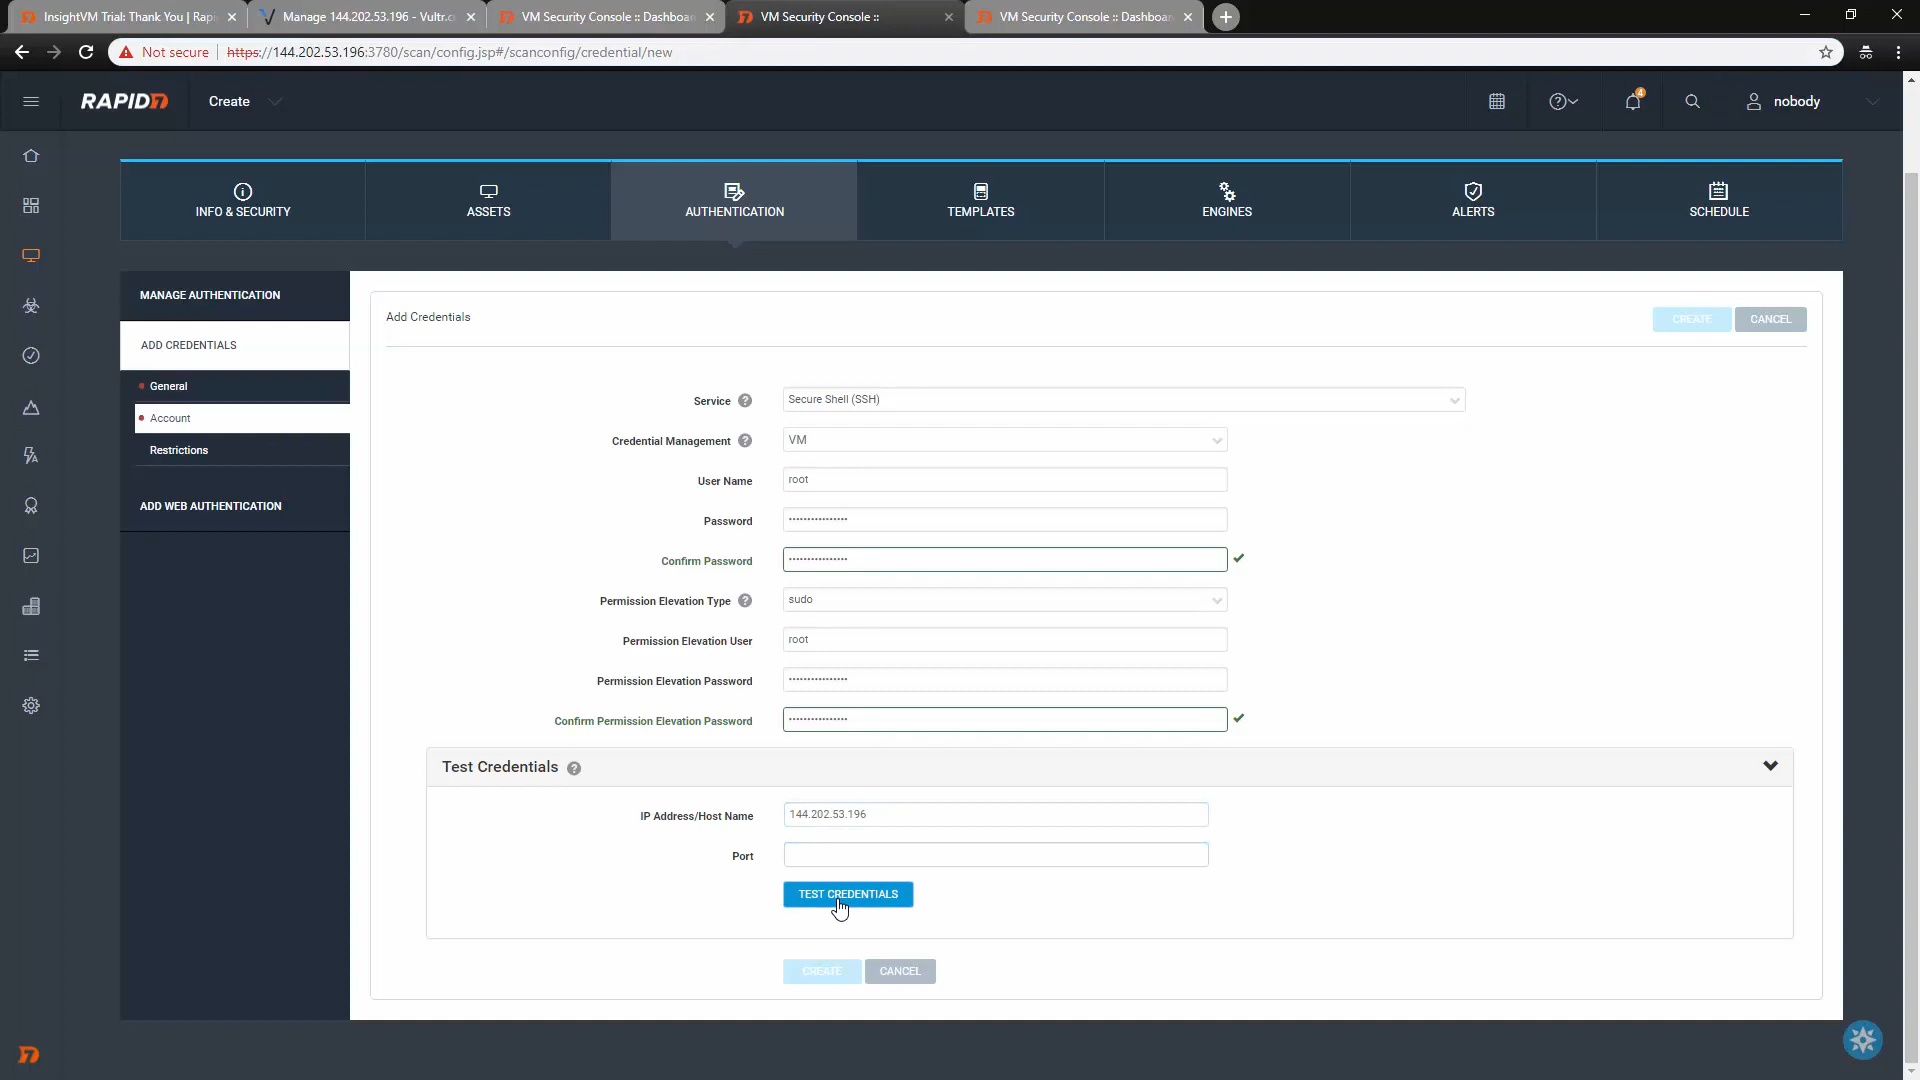 InsightVM Trial: Thank You | Rapi
Manage 144.202.53.196 - Vultr.c
VM Security Console :: Dashboar
VM Security Console ::
VM Security Console :: Dashboar
Not secure
https://144.202.53.196:3780/scan/config.jsp#/scanconfig/credential/new
RAPID7
Create
4
nobody
INFO & SECURITY
ASSETS
AUTHENTICATION
TEMPLATES
ENGINES
ALERTS
SCHEDULE
MANAGE AUTHENTICATION
ADD CREDENTIALS
General
Account
Restrictions
ADD WEB AUTHENTICATION
Add Credentials
CREATE
CANCEL
Service
Secure Shell (SSH)
Credential Management
VM
User Name
root
Password
••••••••••••••••
Confirm Password
••••••••••••••••
Permission Elevation Type
sudo
Permission Elevation User
root
Permission Elevation Password
••••••••••••••••
Confirm Permission Elevation Password
••••••••••••••••
Test Credentials
IP Address/Host Name
144.202.53.196
Port
TEST CREDENTIALS
CREATE
CANCEL